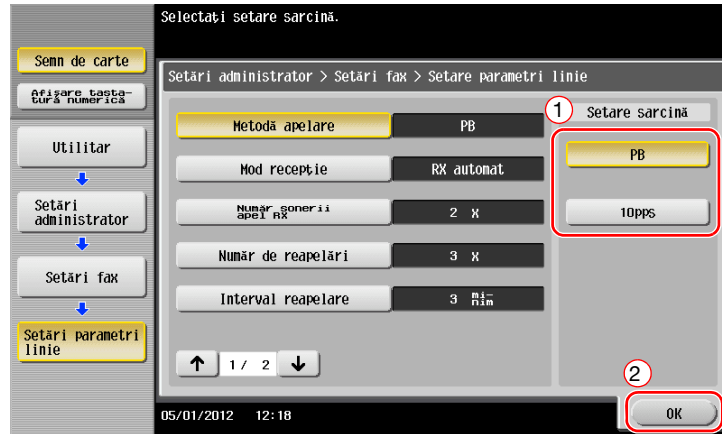 Selectați setare sarcină.
Semn de carte
Afișare tasta-
tură numerică
Utilitar
Setări
administrator
Setări fax
Setări parametri
linie
Setări administrator > Setări fax > Setare parametri linie
Metodă apelare
PB
Mod recepție
RX automat
Număr sonerii
apel RX
2 X
Număr de reapelări
3 X
Interval reapelare
3 mi-
nim
↑ 1/ 2 ↓
1
Setare sarcină
PB
10pps
2
OK
05/01/2012 12:18